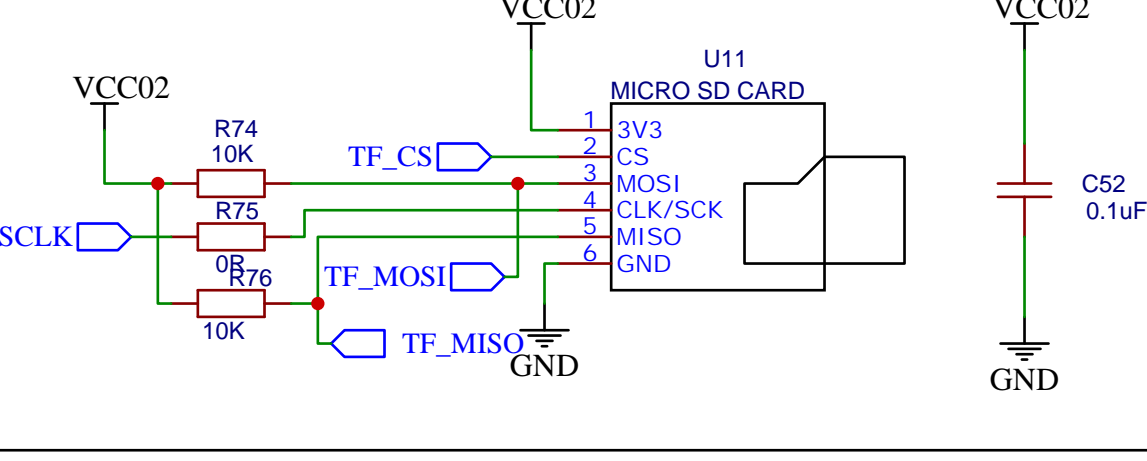 VCC02
VCC02
U11
MICRO SD CARD
VCC02
R74
10K
1
3V3
TF_CS
2
CS
3
MOSI
C52
0.1uF
R75
4
CLK/SCK
SCLK
5
MISO
0R
6
GND
R76
TF_MOSI
10K
TF_MISO
GND
GND